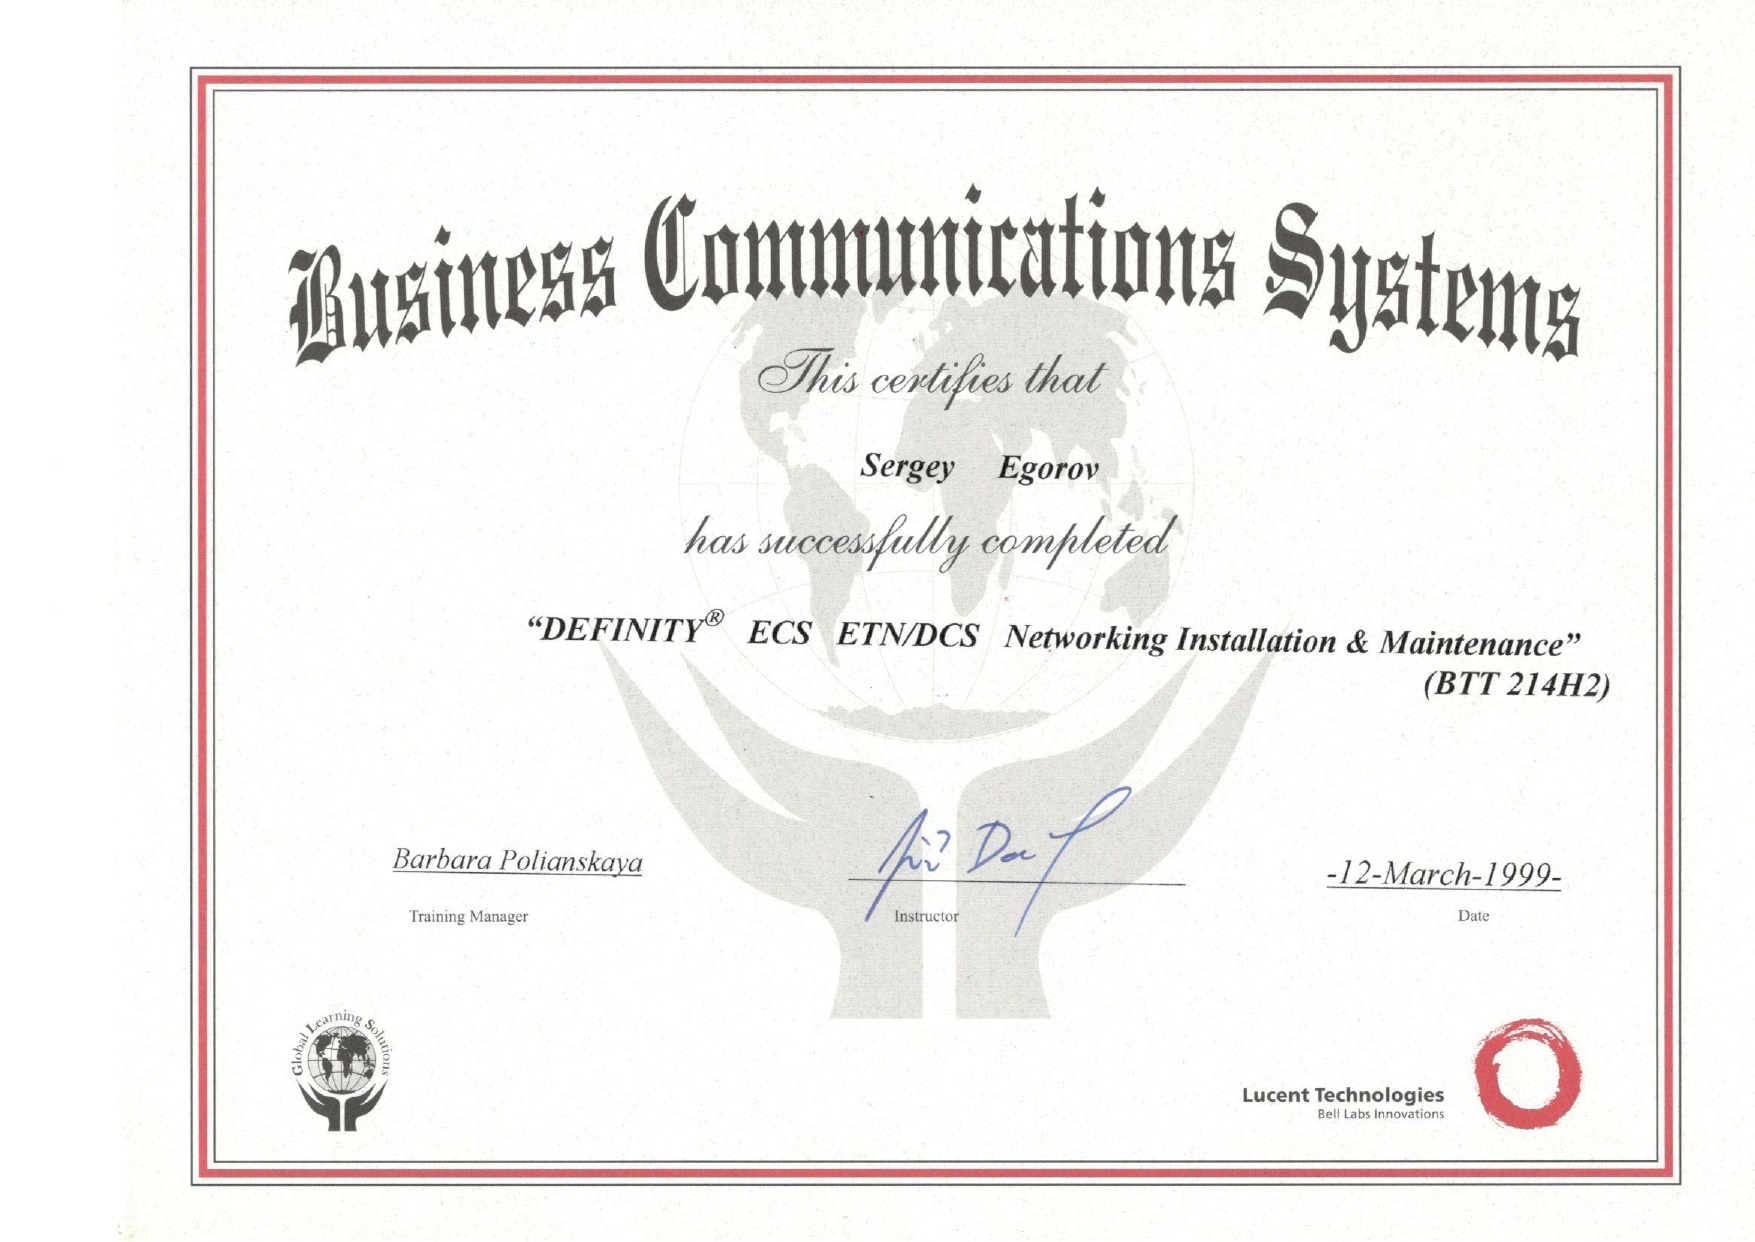 Business Communications Systems
This certifies that
Sergey Egorov
has successfully completed
“DEFINITY® ECS ETN/DCS Networking Installation & Maintenance”
(BTT 214H2)
Barbara Polianskaya
-12-March-1999-
Training Manager
Instructor
Date
Global Learning Solutions
Lucent Technologies
Bell Labs Innovations